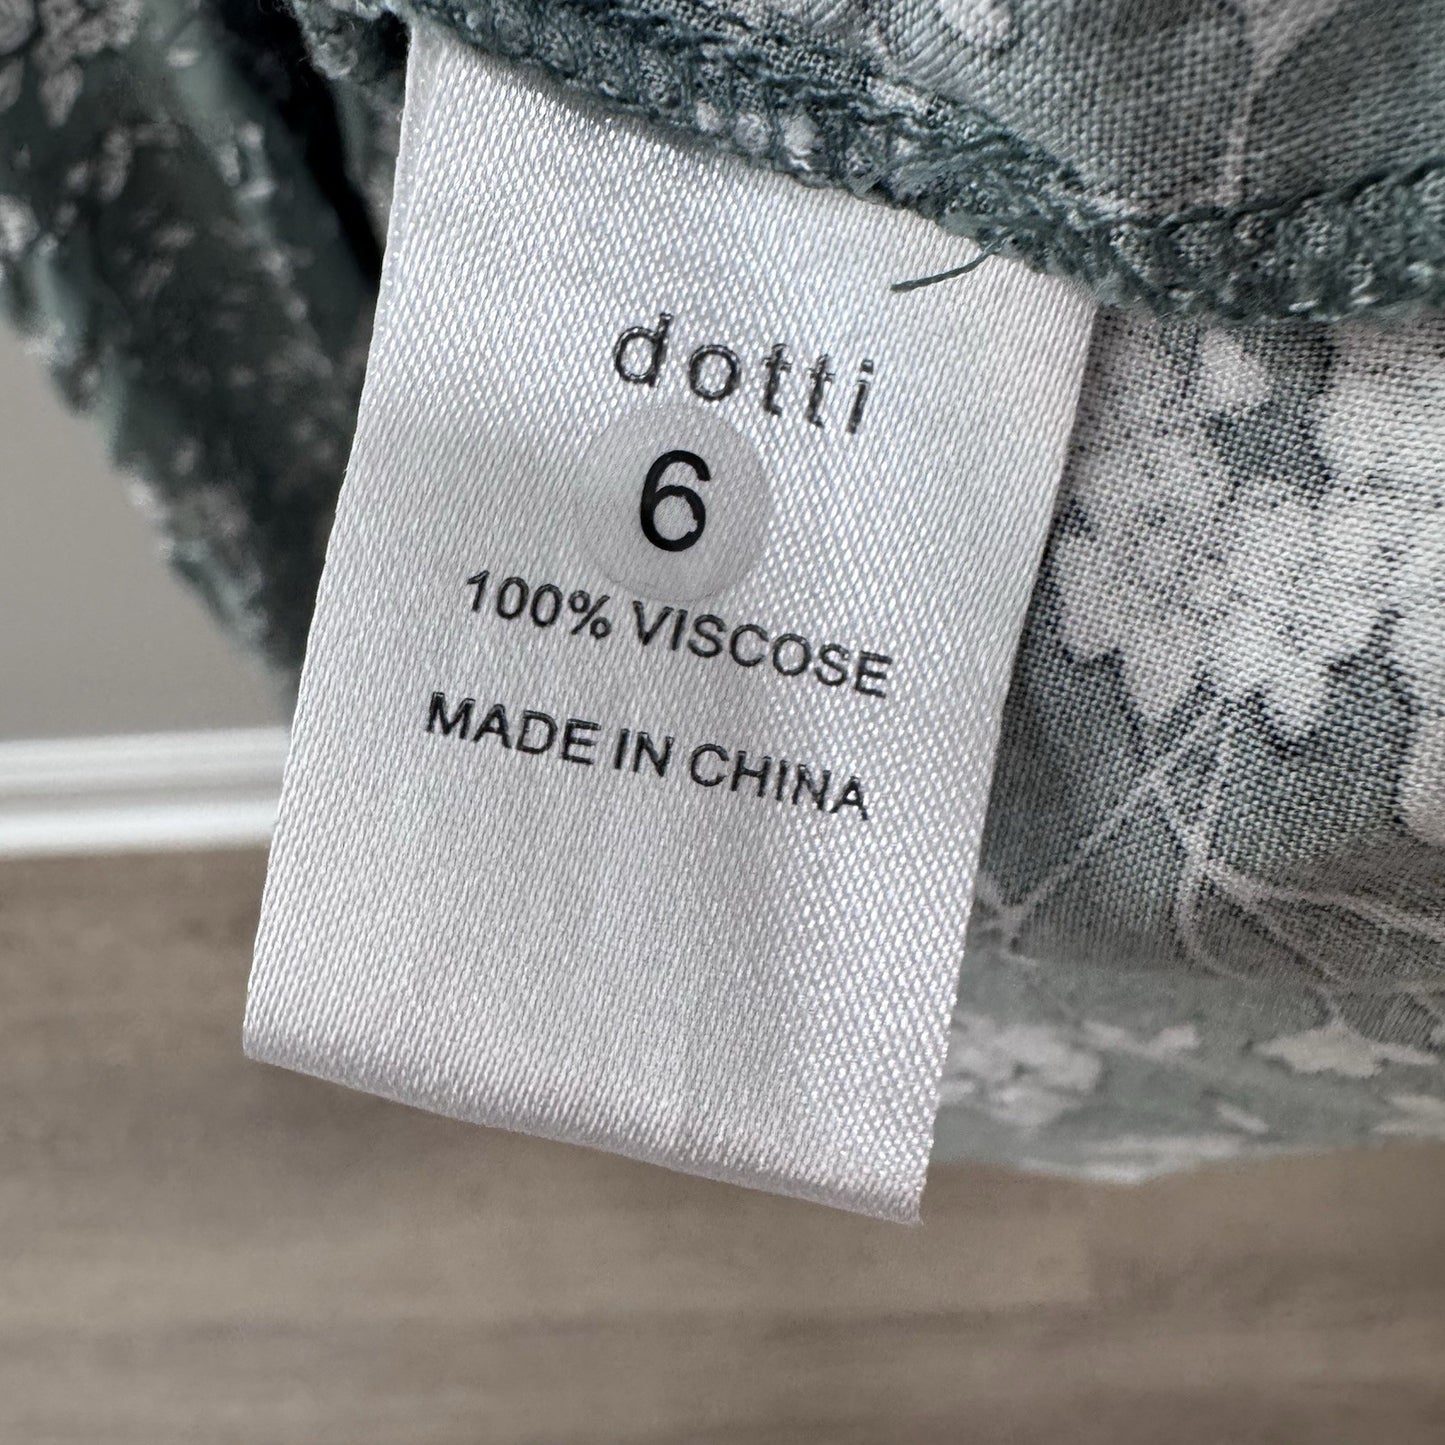 dotti
6
100% VISCOSE
MADE IN CHINA